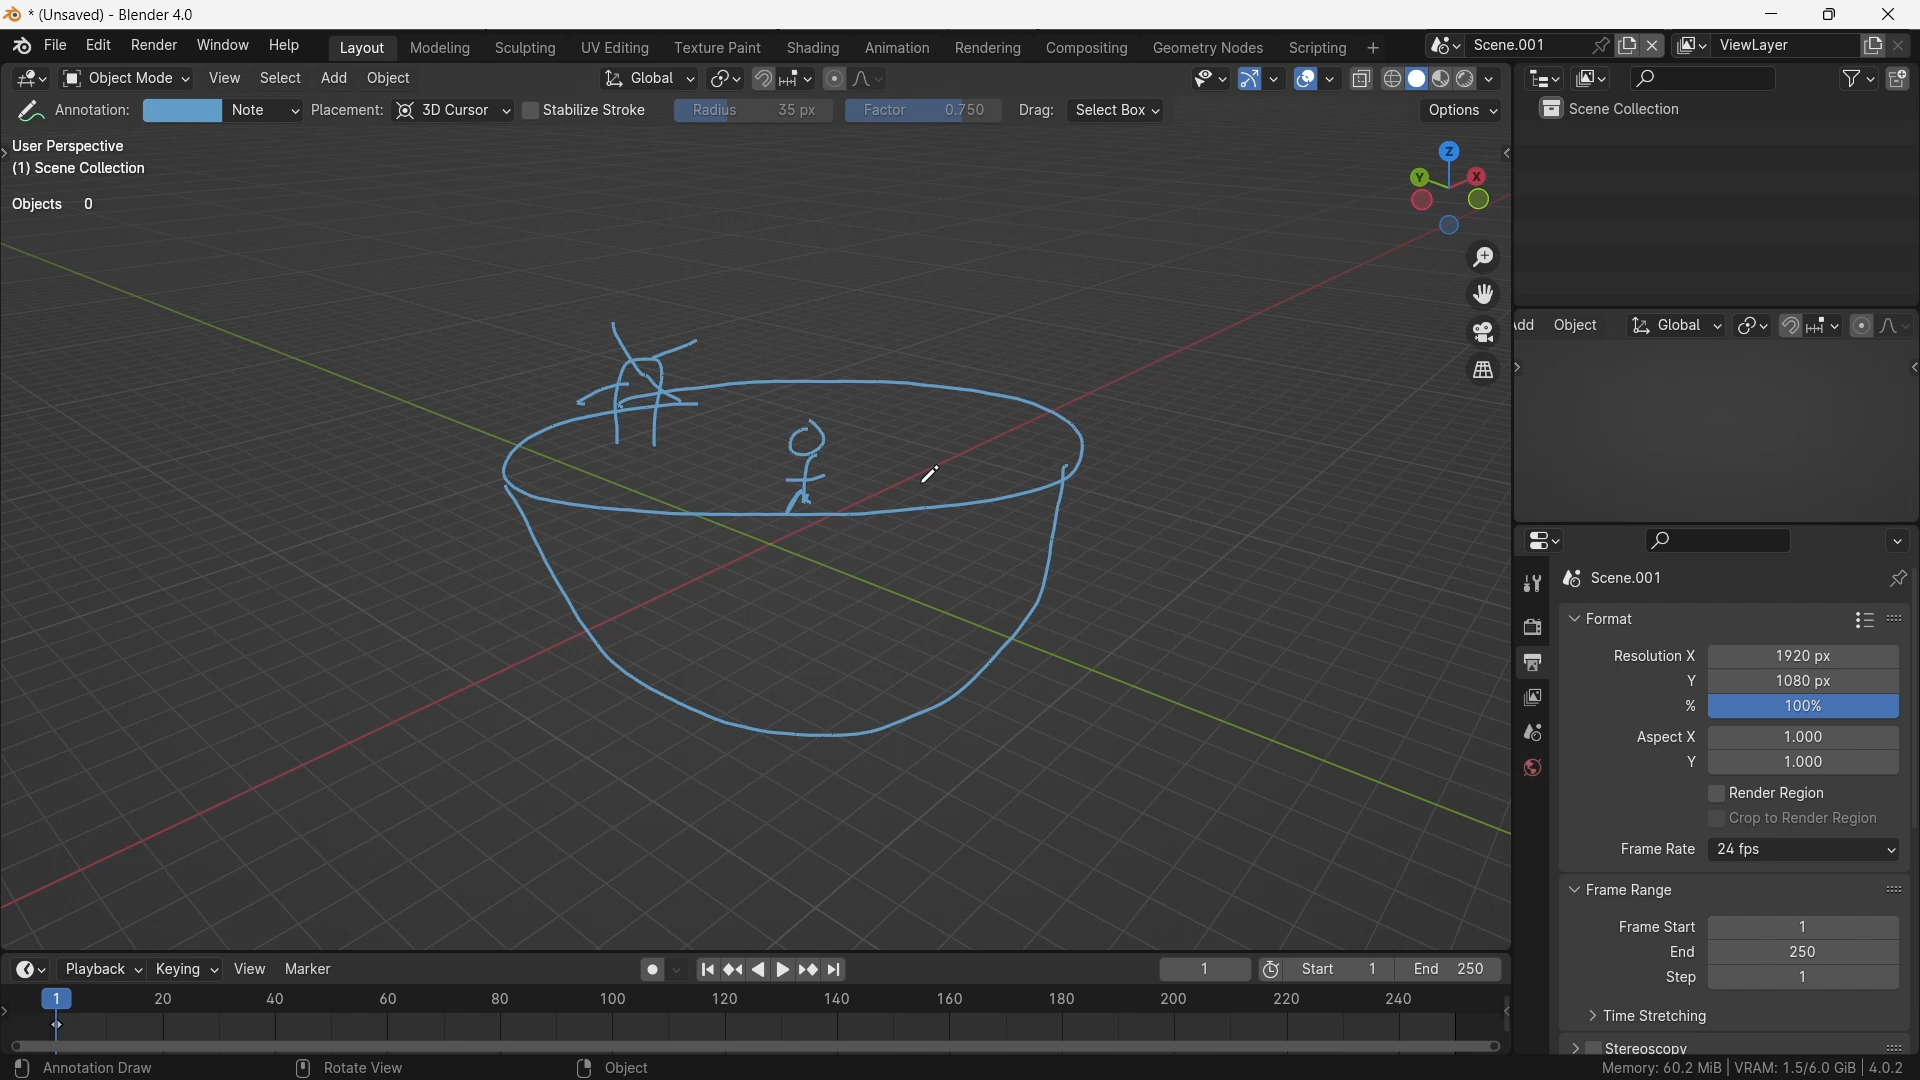 * (Unsaved) - Blender 4.0
File Edit Render Window Help Layout Modeling Sculpting UV Editing Texture Paint Shading Animation Rendering Compositing Geometry Nodes Scripting + Scene.001 ViewLayer
Object Mode View Select Add Object Global
Annotation: Note Placement: 3D Cursor Stabilize Stroke Radius 35 px Factor 0.750 Drag: Select Box Options
Scene Collection
User Perspective
(1) Scene Collection
Objects 0
Z
Y X
dd Object Global
Scene.001
Format
Resolution X 1920 px
Y 1080 px
% 100%
Aspect X 1.000
Y 1.000
Render Region
Crop to Render Region
Frame Rate 24 fps
Frame Range
Frame Start 1
End 250
Step 1
Time Stretching
Stereoscopy
Playback Keying View Marker 1 Start 1 End 250
1 20 40 60 80 100 120 140 160 180 200 220 240
Annotation Draw Rotate View Object Memory: 60.2 MiB | VRAM: 1.5/6.0 GiB | 4.0.2